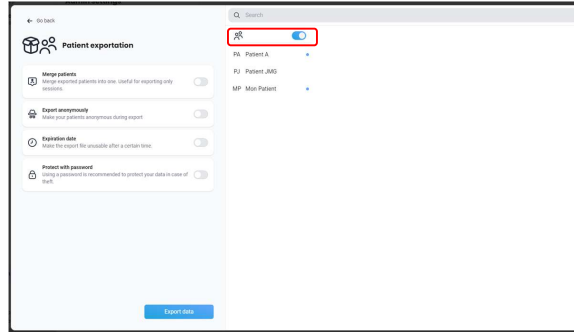 Go back
Patient exportation
Merge patients
Merge exported patients into one. Useful for exporting only
sessions.
Export anonymously
Make your patients anonymous during export
Expiration date
Make the export file unusable after a certain time.
Protect with password
Using a password is recommended to protect your data in case of
theft.
Export data
Search
PA Patient A
PJ Patient JMG
MP Mon Patient